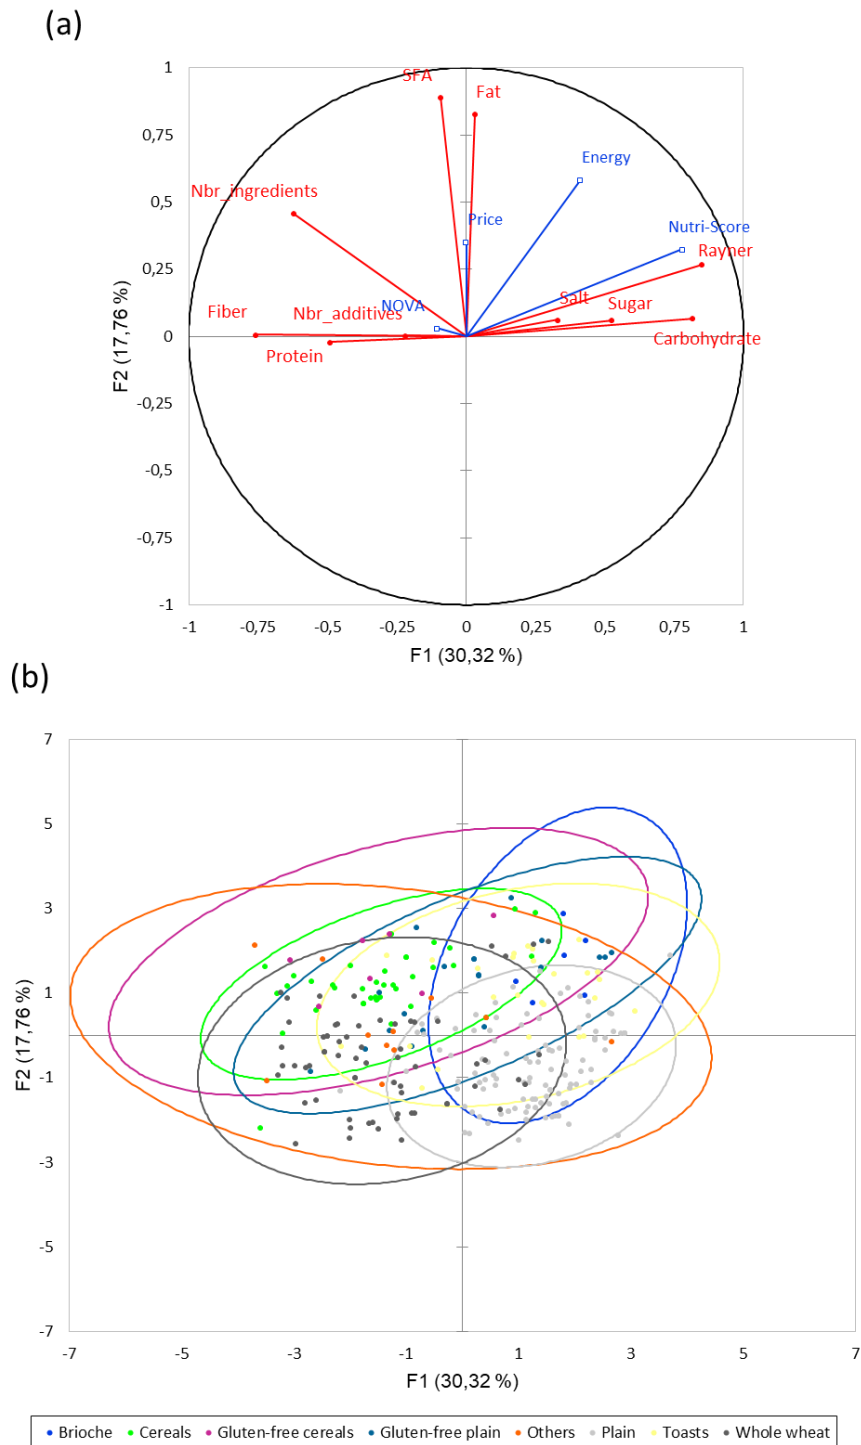 (a)
1
SFA
Fat
0,75
Energy
Nbr_ingredients
0,5
Price
Nutri-Score
0,25
Rayner
Fiber
Nbr_additives
NOVA
Salt
Sugar
0
Protein
Carbohydrate
-0,25
-0,5
-0,75
-1
F2 (17,76 %)
-1 -0,75 -0,5 -0,25 0 0,25 0,5 0,75 1
F1 (30,32 %)
(b)
7
5
3
1
-1
-3
-5
-7
F2 (17,76 %)
-7 -5 -3 -1 1 3 5 7
F1 (30,32 %)
Brioche Cereals Gluten-free cereals Gluten-free plain Others Plain Toasts Whole wheat